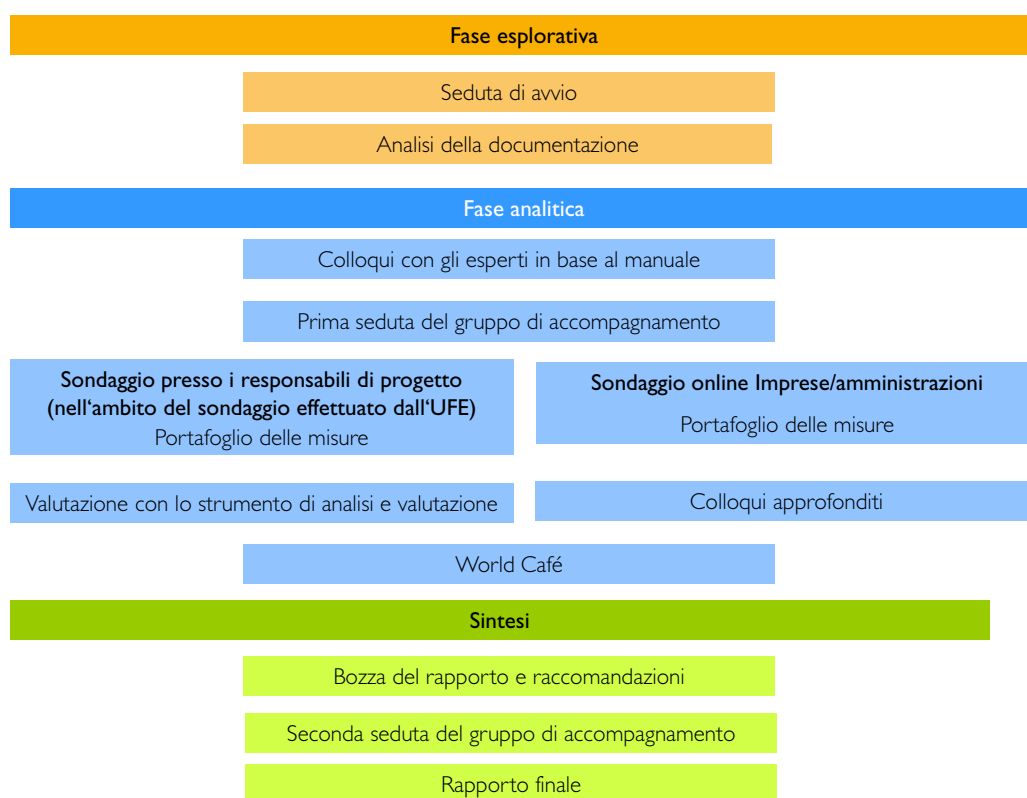 Fase esplorativa
Seduta di avvio
Analisi della documentazione
Fase analitica
Colloqui con gli esperti in base al manuale
Prima seduta del gruppo di accompagnamento
Sondaggio presso i responsabili di progetto
(nell‘ambito del sondaggio effettuato dall‘UFE)
Portafoglio delle misure
Sondaggio online Imprese/amministrazioni
Portafoglio delle misure
Valutazione con lo strumento di analisi e valutazione
Colloqui approfonditi
World Café
Sintesi
Bozza del rapporto e raccomandazioni
Seconda seduta del gruppo di accompagnamento
Rapporto finale